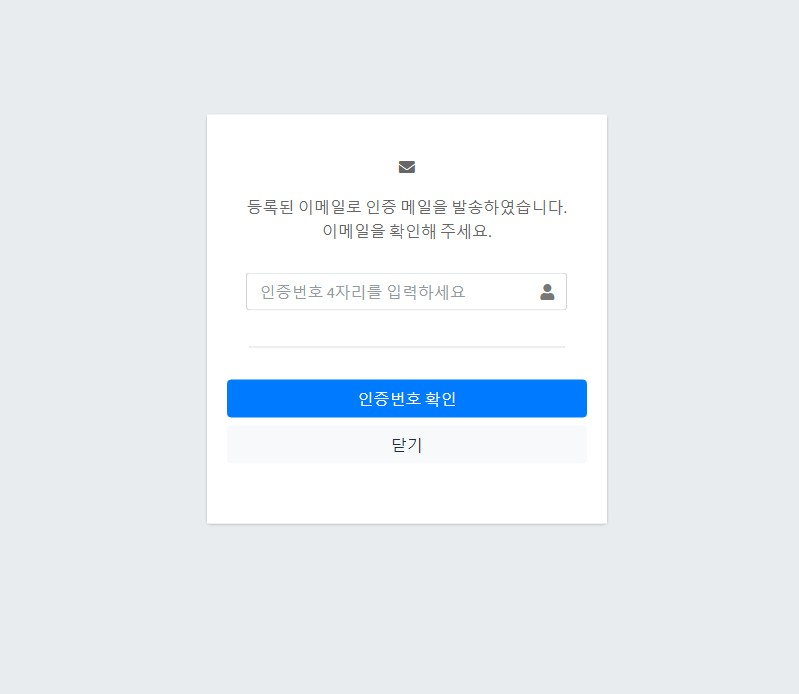 등록된 이메일로 인증 메일을 발송하였습니다.
이메일을 확인해 주세요.
인증번호 4자리를 입력하세요
인증번호 확인
닫기